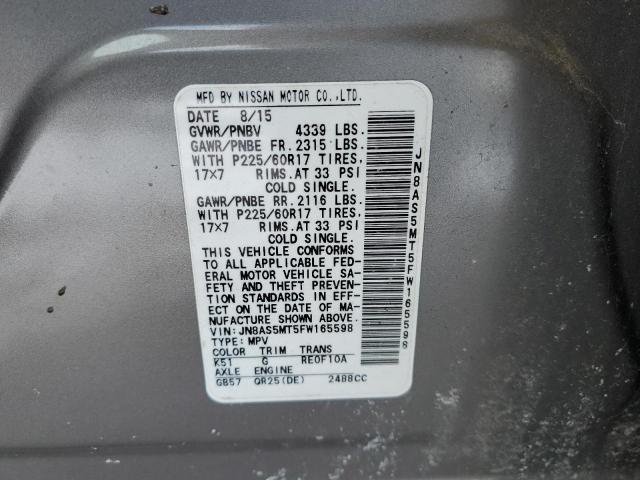 MFD BY NISSAN MOTOR CO.,LTD.
DATE 8/15
GVWR/PNBV 4339 LBS.
GAWR/PNBE FR.2315 LBS.
WITH P225/60R17 TIRES,
17×7 RIMS.AT 33 PSI
COLD SINGLE.
GAWR/PNBE RR.2116 LBS.
WITH P225/60R17 TIRES,
17×7 RIMS.AT 33 PSI
COLD SINGLE.
THIS VEHICLE CONFORMS
TO ALL APPLICABLE FED-
ERAL MOTOR VEHICLE SA-
FETY AND THEFT PREVEN-
TION STANDARDS IN EFF-
ECT ON THE DATE OF MA-
NUFACTURE SHOWN ABOVE.
VIN:JN8AS5MT5FW165598
TYPE:MPV
COLOR TRIM TRANS
K51 G RE0F10A
AXLE ENGINE
GB57 QR25(DE) 2488CC
JN8AS5MT5FW165598